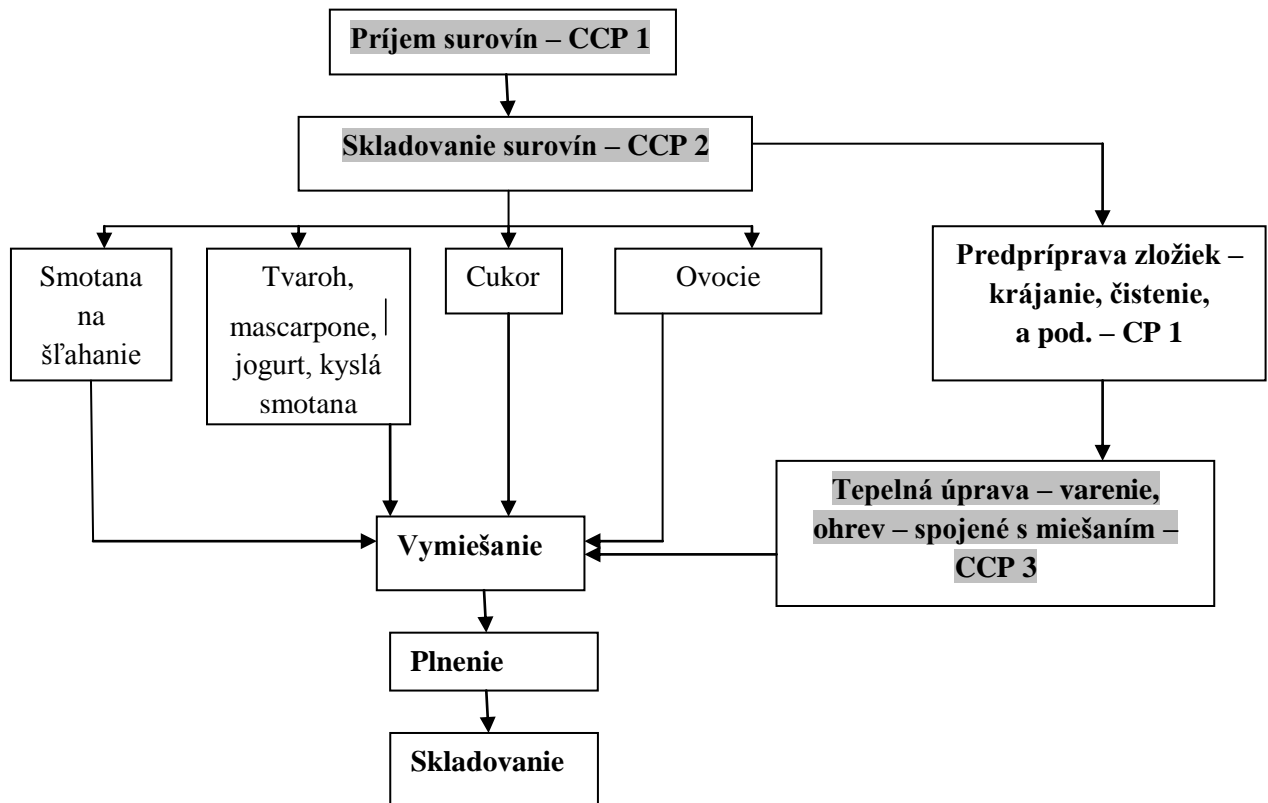 Príjem surovín – CCP 1
Skladovanie surovín – CCP 2
Smotana
na
šľahanie
Tvaroh,
mascarpone,
jogurt, kyslá
smotana
Cukor
Ovocie
Predpríprava zložiek –
krájanie, čistenie,
a pod. – CP 1
Tepelná úprava – varenie,
ohrev – spojené s miešaním –
CCP 3
Vymiešanie
Plnenie
Skladovanie